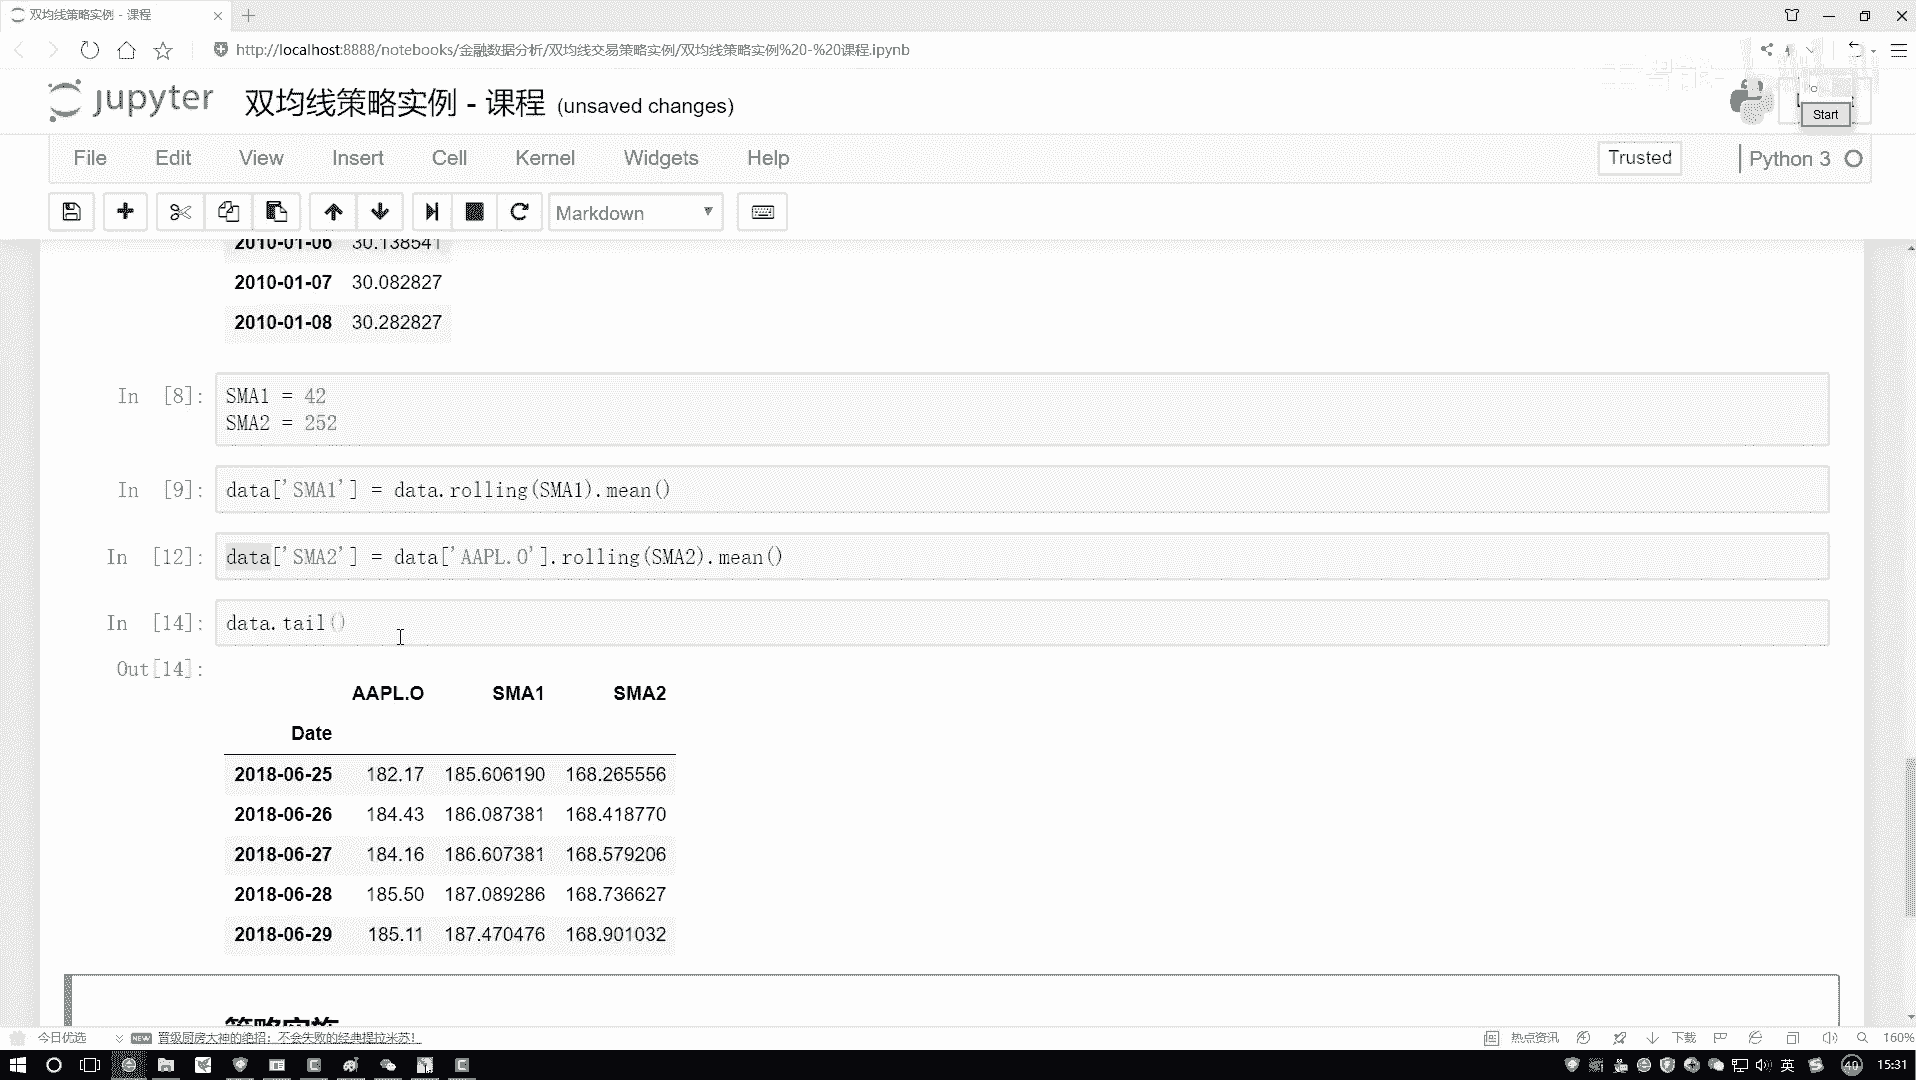 双均线策略实例 - 课程
http://localhost:8888/notebooks/金融数据分析/双均线交易策略实例/双均线策略实例%20-%20课程.ipynb
jupyter 双均线策略实例 - 课程 (unsaved changes)
Start
File Edit View Insert Cell Kernel Widgets Help
Trusted Python 3
Markdown
2010-01-06 30.138541
2010-01-07 30.082827
2010-01-08 30.282827
In [8]: SMA1 = 42
SMA2 = 252
In [9]: data['SMA1'] = data.rolling(SMA1).mean()
In [12]: data['SMA2'] = data['AAPL.O'].rolling(SMA2).mean()
In [14]: data.tail()
Out[14]:
AAPL.O SMA1 SMA2
Date
2018-06-25 182.17 185.606190 168.265556
2018-06-26 184.43 186.087381 168.418770
2018-06-27 184.16 186.607381 168.579206
2018-06-28 185.50 187.089286 168.736627
2018-06-29 185.11 187.470476 168.901032
策略实施
今日优选 NEW 晋级厨房大神的绝招：不会失败的经典提拉米苏！
热点资讯 下载 160%
英 40 15:31